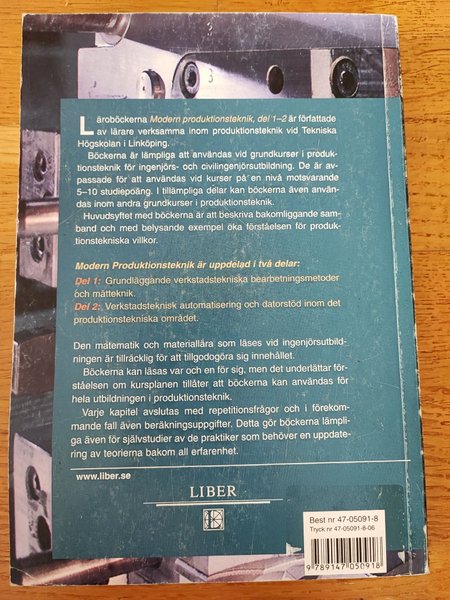 Läroböckerna Modern produktionsteknik, del 1–2 är författade
av lärare verksamma inom produktionsteknik vid Tekniska
Högskolan i Linköping.
Böckerna är lämpliga att användas vid grundkurser i produk-
tionsteknik för ingenjörs- och civilingenjörsutbildning. De är av-
passade för att användas vid kurser på en nivå motsvarande
5–10 studiepoäng. I tillämpliga delar kan böckerna även använ-
das inom andra grundkurser i produktionsteknik.
Huvudsyftet med böckerna är att beskriva bakomliggande sam-
band och med belysande exempel öka förståelsen för produk-
tionstekniska villkor.
Modern Produktionsteknik är uppdelad i två delar:
Del 1: Grundläggande verkstadstekniska bearbetningsmetoder
och mätteknik.
Del 2: Verkstadsteknisk automatisering och datorstöd inom det
produktionstekniska området.
Den matematik och materiallära som läses vid ingenjörsutbild-
ningen är tillräcklig för att tillgodogöra sig innehållet.
Böckerna kan läsas var och en för sig, men det underlättar för-
ståelsen om kursplanen tillåter att böckerna kan användas för
hela utbildningen i produktionsteknik.
Varje kapitel avslutas med repetitionsfrågor och i förekom-
mande fall även beräkningsuppgifter. Detta gör böckerna lämpli-
ga även för självstudier av de praktiker som behöver en uppdate-
ring av teorierna bakom all erfarenhet.
www.liber.se
LIBER
Best nr 47-05091-8
Tryck nr 47-05091-8-06
9 789147 050918
3